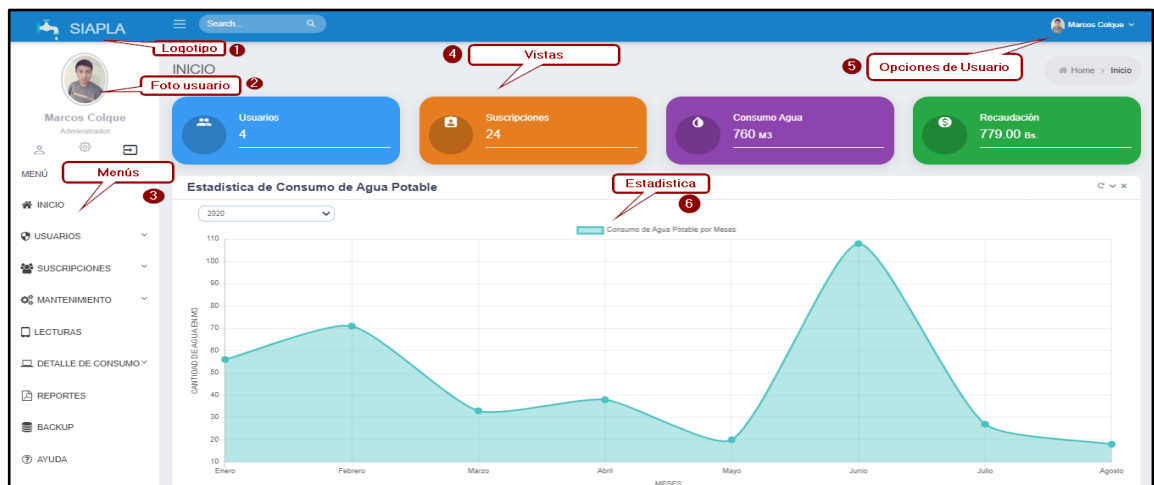 SIAPLA
Search...
Marcos Colque
Logotipo 1
Foto usuario 2
4 Vistas
5 Opciones de Usuario
INICIO
Home > Inicio
Marcos Colque
Administrador
Usuarios
4
Suscripciones
24
Consumo Agua
760 M3
Recaudación
779.00 Bs.
MENÚ
Menús
3
INICIO
USUARIOS
SUSCRIPCIONES
MANTENIMIENTO
LECTURAS
DETALLE DE CONSUMO
REPORTES
BACKUP
AYUDA
Estadistica de Consumo de Agua Potable
Estadistica
6
2020
Consumo de Agua Potable por Meses
CANTIDAD DE AGUA EN M3
110
100
90
80
70
60
50
40
30
20
10
Enero Febrero Marzo Abril Mayo Junio Julio Agosto
MESES